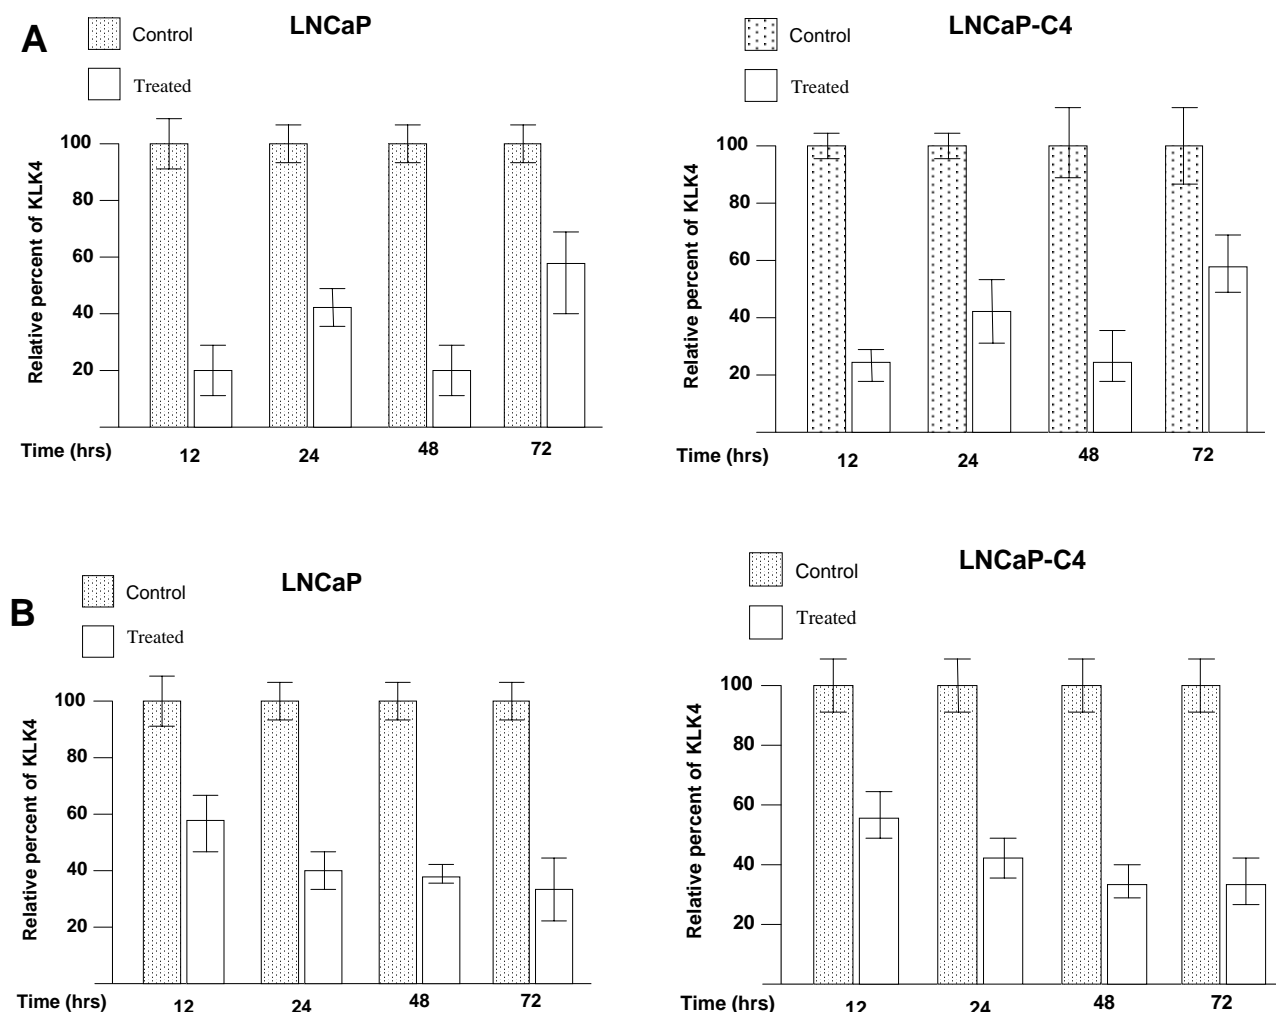 A
LNCaP
Control
Treated
Relative percent of KLK4
100
80
60
40
20
Time (hrs)
12
24
48
72
LNCaP-C4
Control
Treated
Relative percent of KLK4
100
80
60
40
20
Time (hrs)
12
24
48
72
B
LNCaP
Control
Treated
Relative percent of KLK4
100
80
60
40
20
Time (hrs)
12
24
48
72
LNCaP-C4
Control
Treated
Relative percent of KLK4
100
80
60
40
20
Time (hrs)
12
24
48
72